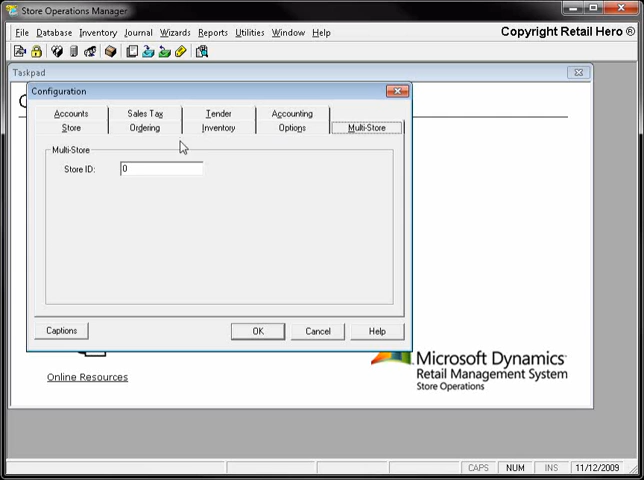 Store Operations Manager
File Database Inventory Journal Wizards Reports Utilities Window Help
Copyright Retail Hero ®
Taskpad
Configuration
Accounts Sales Tax Tender Accounting
Store Ordering Inventory Options Multi-Store
Multi-Store
Store ID: 0
Captions OK Cancel Help
Online Resources
Microsoft Dynamics
Retail Management System
Store Operations
CAPS NUM INS 11/12/2009